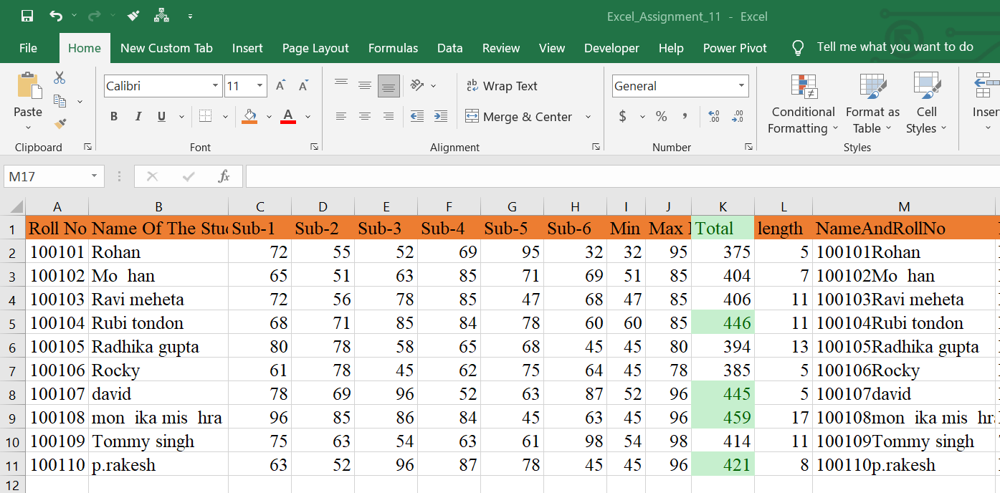 Excel_Assignment_11 - Excel
File Home New Custom Tab Insert Page Layout Formulas Data Review View Developer Help Power Pivot Tell me what you want to do
Calibri 11 Wrap Text General
Paste B I U A Merge & Center $ % , .00 .00 Conditional Formatting Format as Table Cell Styles
Clipboard Font Alignment Number Styles
M17 fx
A B C D E F G H I J K L M
1 Roll No Name Of The Stu Sub-1 Sub-2 Sub-3 Sub-4 Sub-5 Sub-6 Min Max Total length NameAndRollNo
2 100101 Rohan 72 55 52 69 95 32 32 95 375 5 100101Rohan
3 100102 Mo  han 65 51 63 85 71 69 51 85 404 7 100102Mo  han
4 100103 Ravi meheta 72 56 78 85 47 68 47 85 406 11 100103Ravi meheta
5 100104 Rubi tondon 68 71 85 84 78 60 60 85 446 11 100104Rubi tondon
6 100105 Radhika gupta 80 78 58 65 68 45 45 80 394 13 100105Radhika gupta
7 100106 Rocky 61 78 45 62 75 64 45 78 385 5 100106Rocky
8 100107 david 78 69 96 52 63 87 52 96 445 5 100107david
9 100108 mon  ika mis  hra 96 85 86 84 45 63 45 96 459 17 100108mon  ika mis  hr
10 100109 Tommy singh 75 63 54 63 61 98 54 98 414 11 100109Tommy singh
11 100110 p.rakesh 63 52 96 87 78 45 45 96 421 8 100110p.rakesh
12